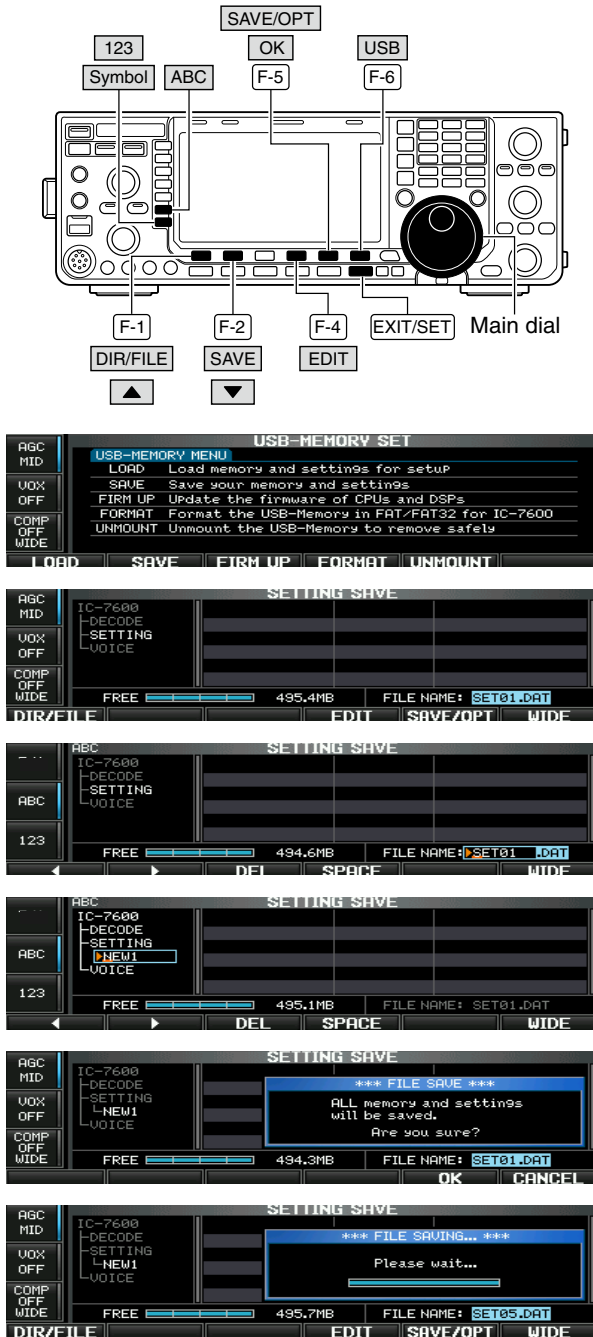 SAVE/OPT
123 OK USB
Symbol ABC F-5 F-6
F-1 F-2 F-4 EXIT/SET Main dial
DIR/FILE SAVE EDIT
▲ ▼
USB-MEMORY SET
AGC
MID
VOX
OFF
COMP
OFF
WIDE
USB-MEMORY MENU
LOAD Load memory and settin9s for setuP
SAVE Save your memory and settin9s
FIRM UP Update the firmware of CPUs and DSPs
FORMAT Format the USB-Memory in FAT/FAT32 for IC-7600
UNMOUNT Unmount the USB-Memory to remove safely
LOAD SAVE FIRM UP FORMAT UNMOUNT
SETTING SAVE
AGC
MID
VOX
OFF
COMP
OFF
WIDE
IC-7600
DECODE
SETTING
VOICE
FREE 495.4MB FILE NAME: SET01.DAT
DIR/FILE EDIT SAVE/OPT WIDE
ABC SETTING SAVE
ABC
123
IC-7600
DECODE
SETTING
VOICE
FREE 494.6MB FILE NAME: SET01 .DAT
◀ ▶ DEL SPACE WIDE
ABC SETTING SAVE
ABC
123
IC-7600
DECODE
SETTING
NEW1
VOICE
FREE 495.1MB FILE NAME: SET01.DAT
◀ ▶ DEL SPACE WIDE
SETTING SAVE
AGC
MID
VOX
OFF
COMP
OFF
WIDE
IC-7600
DECODE
SETTING
NEW1
VOICE
*** FILE SAVE ***
ALL memory and settin9s
will be saved.
Are you sure?
FREE 494.3MB FILE NAME: SET01.DAT
OK CANCEL
SETTING SAVE
AGC
MID
VOX
OFF
COMP
OFF
WIDE
IC-7600
DECODE
SETTING
NEW1
VOICE
*** FILE SAVING... ***
Please wait...
FREE 495.7MB FILE NAME: SET05.DAT
DIR/FILE EDIT SAVE/OPT WIDE